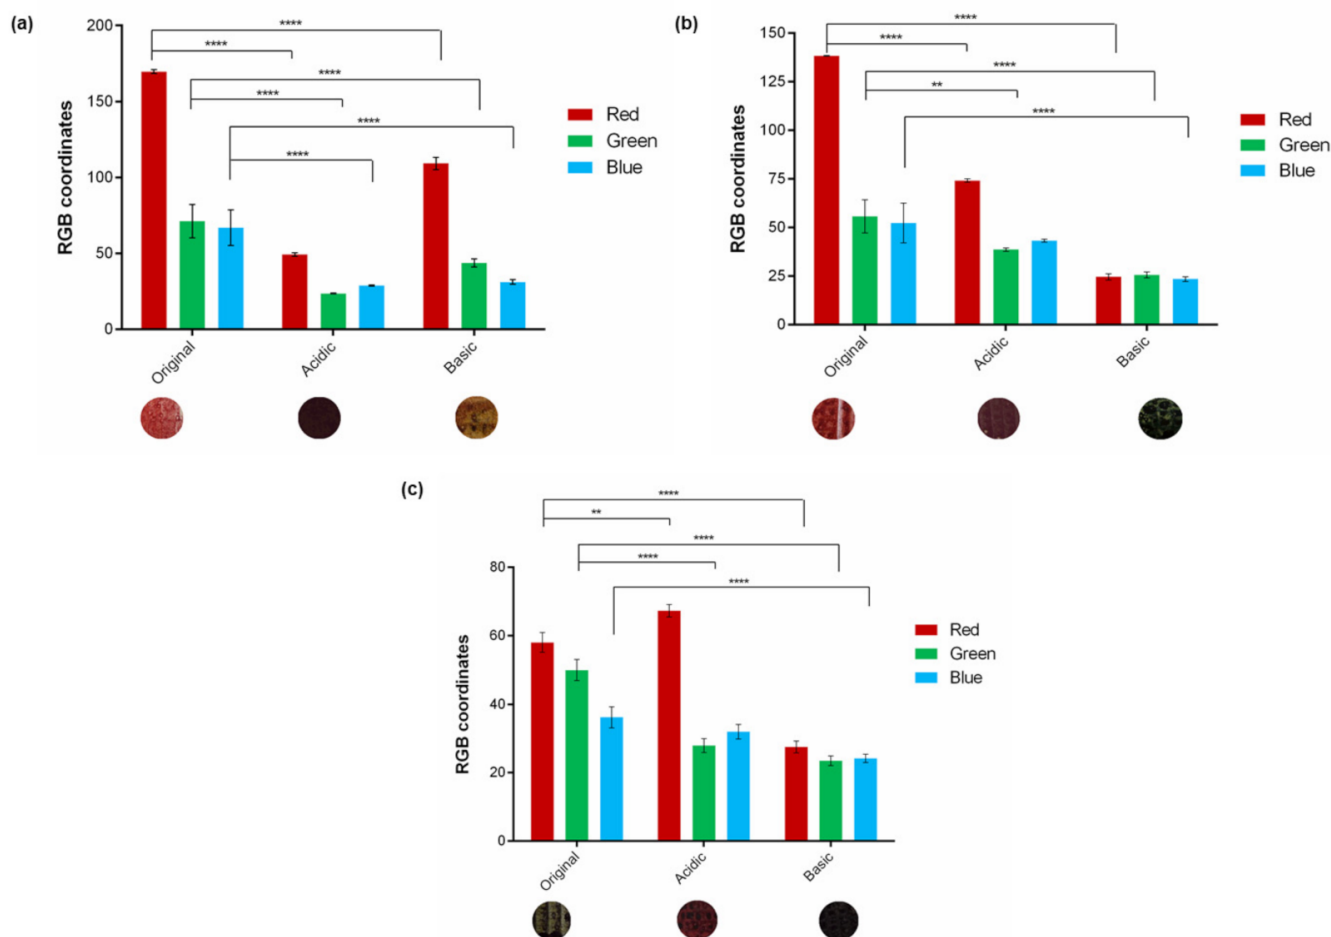 (a)
200
150
100
50
0
RGB coordinates
****
****
****
****
****
****
Red
Green
Blue
Original
Acidic
Basic
(b)
150
125
100
75
50
25
0
RGB coordinates
****
****
****
**
****
Red
Green
Blue
Original
Acidic
Basic
(c)
80
60
40
20
0
RGB coordinates
****
**
****
****
****
Red
Green
Blue
Original
Acidic
Basic